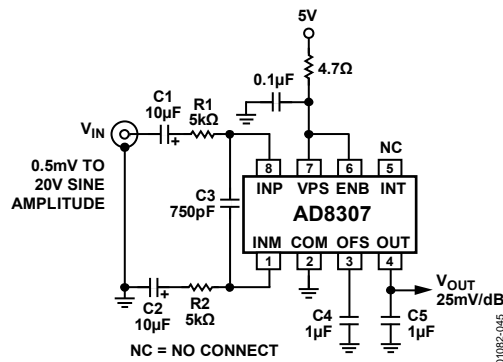 5V
4.7Ω
0.1µF
C1
10µF
R1
5kΩ
NC
V_IN
0.5mV TO
20V SINE
AMPLITUDE
8
7
6
5
INP
VPS
ENB
INT
C3
750pF
AD8307
INM
COM
OFS
OUT
1
2
3
4
V_OUT
25mV/dB
C2
10µF
R2
5kΩ
C4
1µF
C5
1µF
NC = NO CONNECT
01082-045